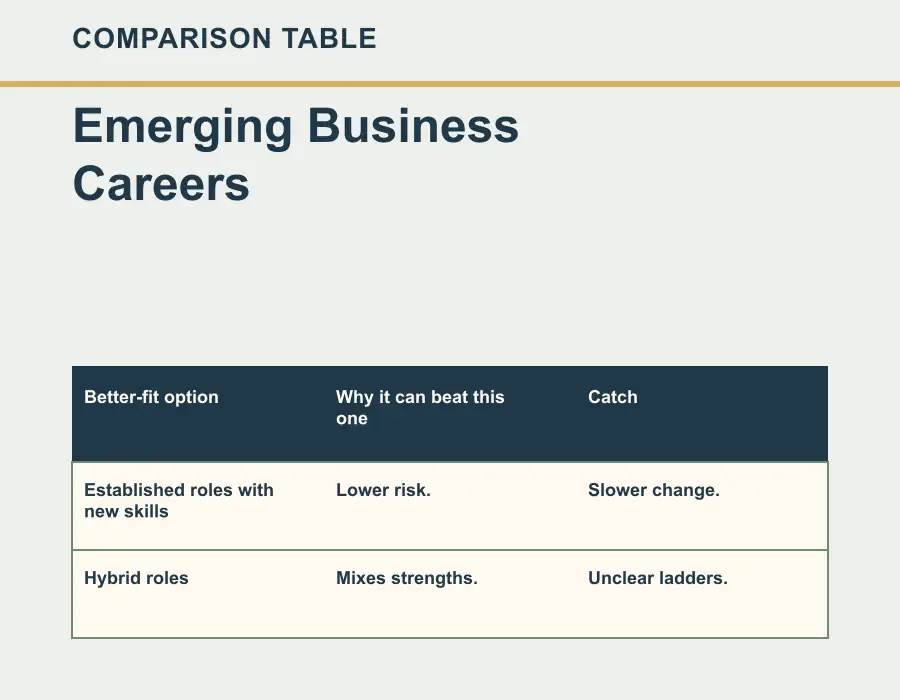 COMPARISON TABLE
Emerging Business
Careers
Better-fit option
Why it can beat this
one
Catch
Established roles with
new skills
Lower risk.
Slower change.
Hybrid roles
Mixes strengths.
Unclear ladders.